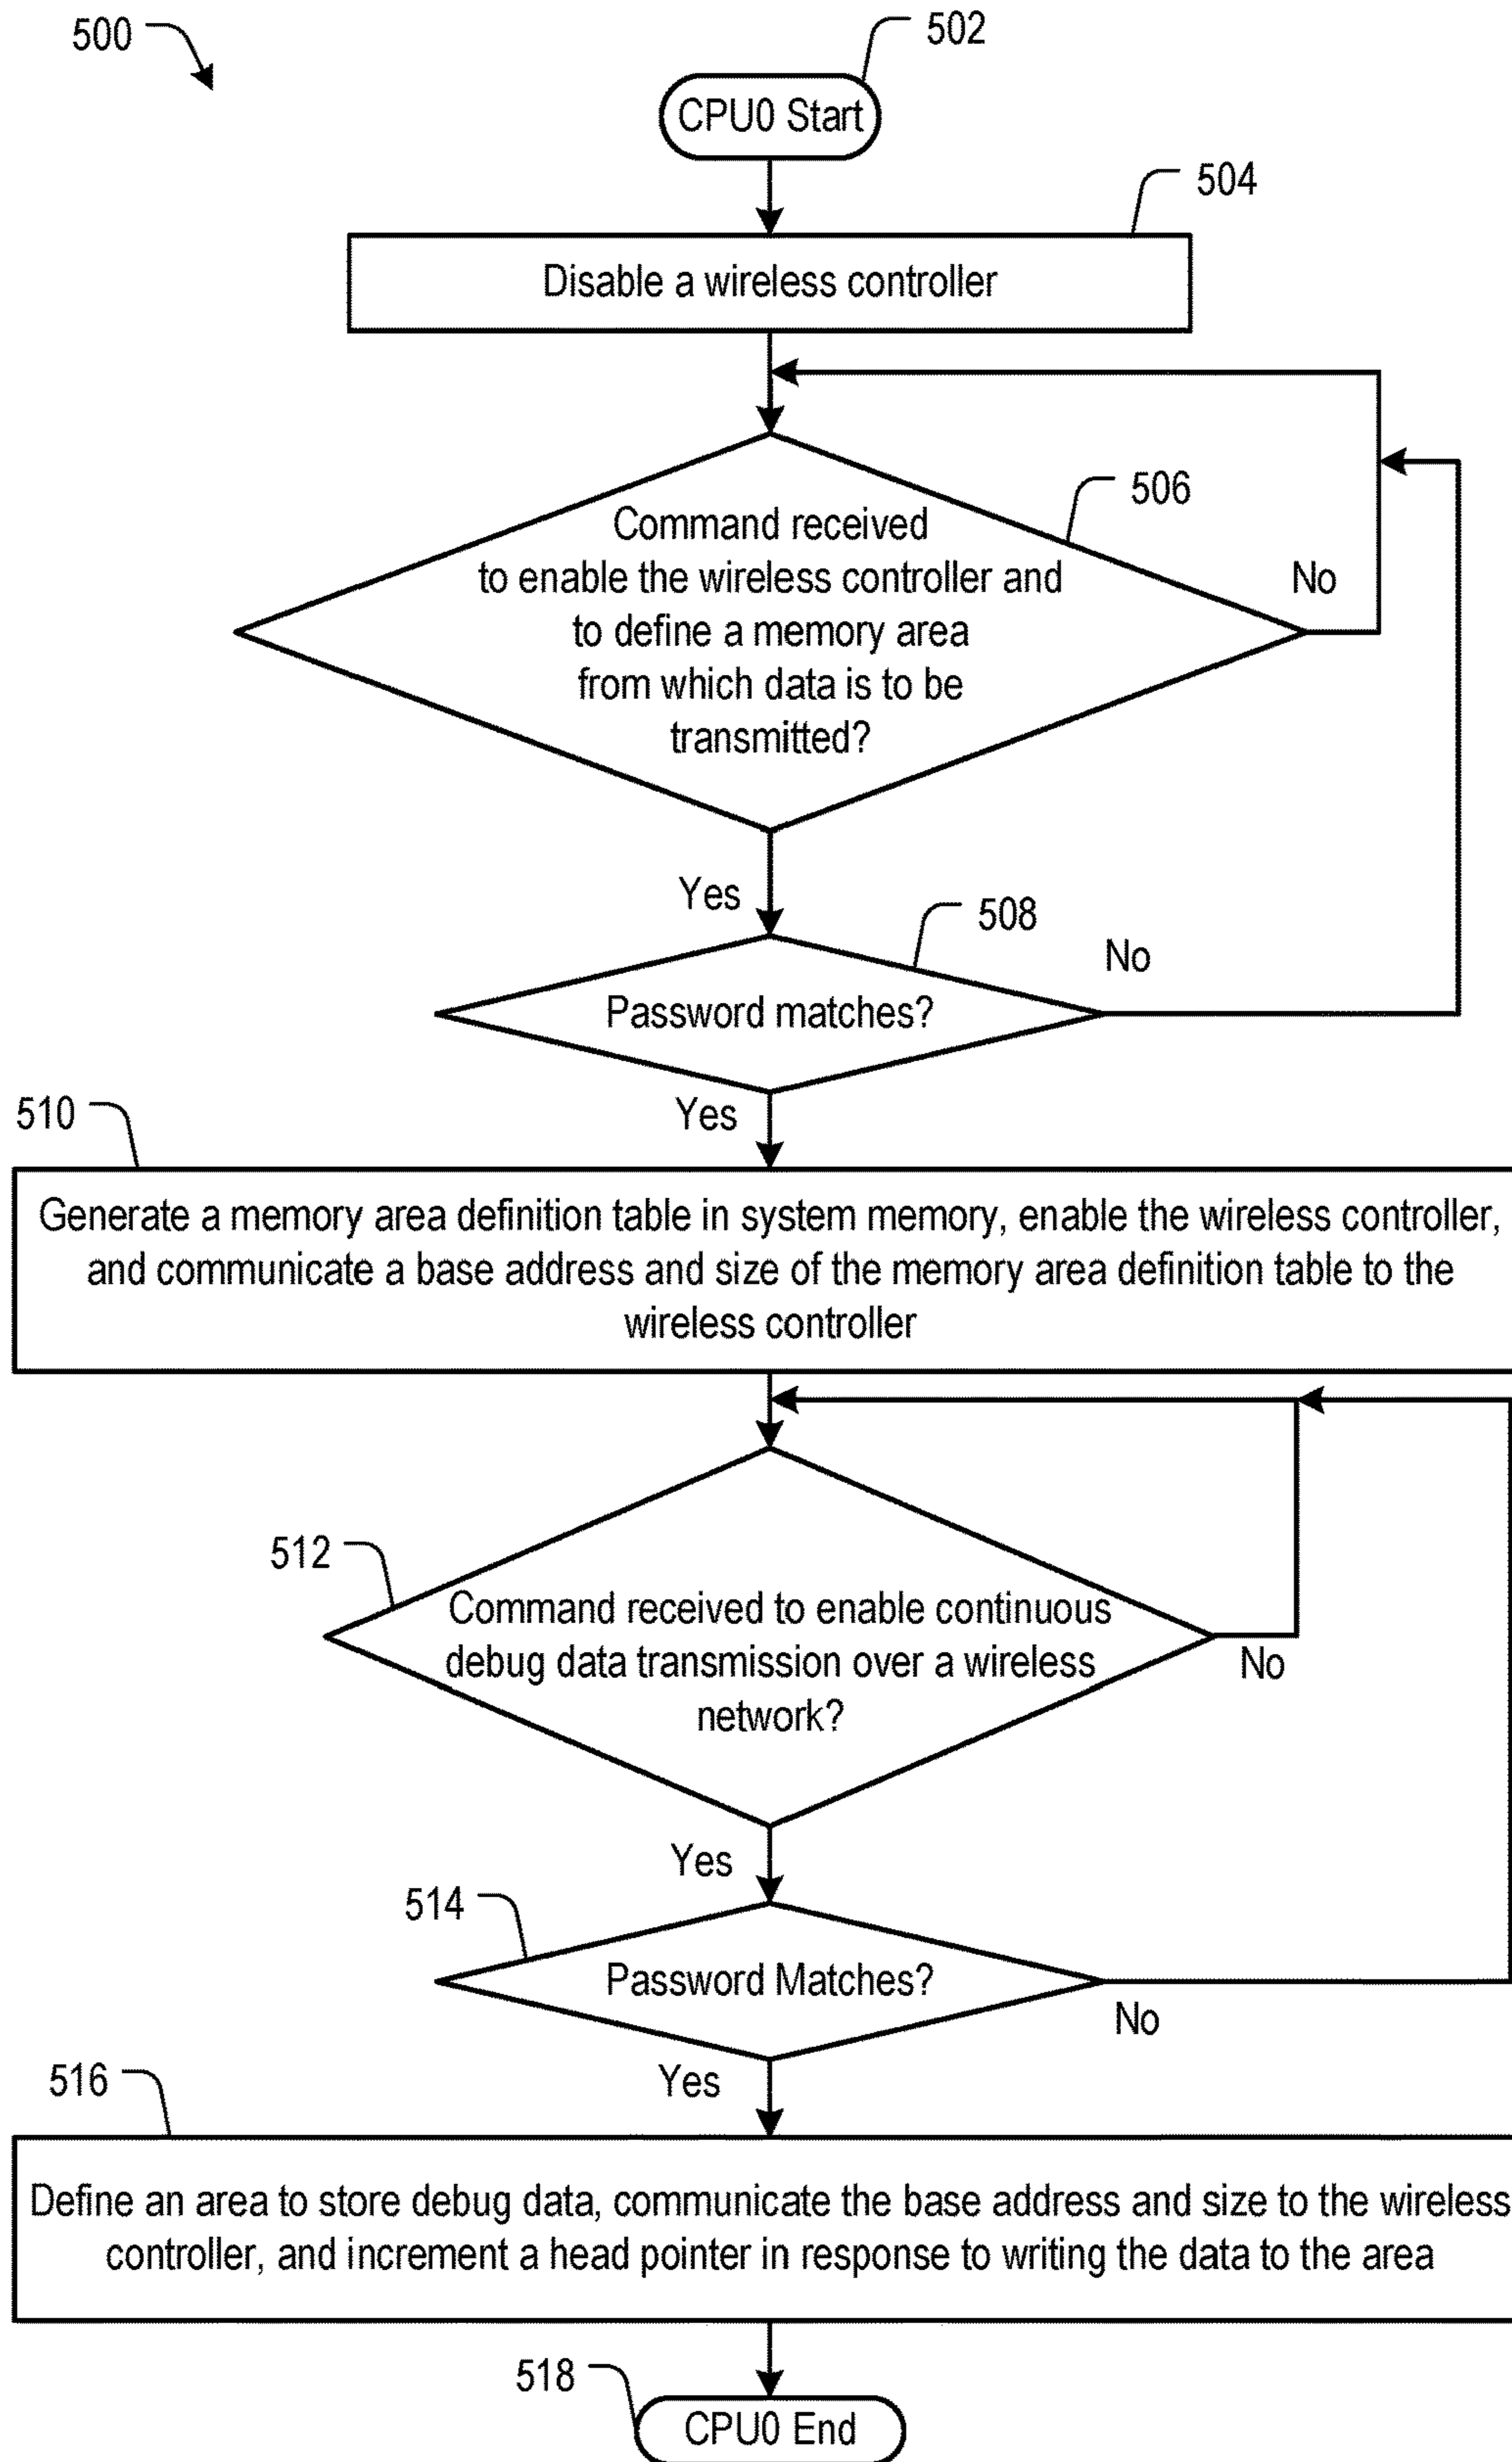 500
502
CPU0 Start
504
Disable a wireless controller
506
Command received
to enable the wireless controller and
to define a memory area
from which data is to be
transmitted?
No
Yes
508
No
Password matches?
Yes
510
Generate a memory area definition table in system memory, enable the wireless controller,
and communicate a base address and size of the memory area definition table to the
wireless controller
512
Command received to enable continuous
debug data transmission over a wireless
network?
No
Yes
514
Password Matches?
No
Yes
516
Define an area to store debug data, communicate the base address and size to the wireless
controller, and increment a head pointer in response to writing the data to the area
518
CPU0 End